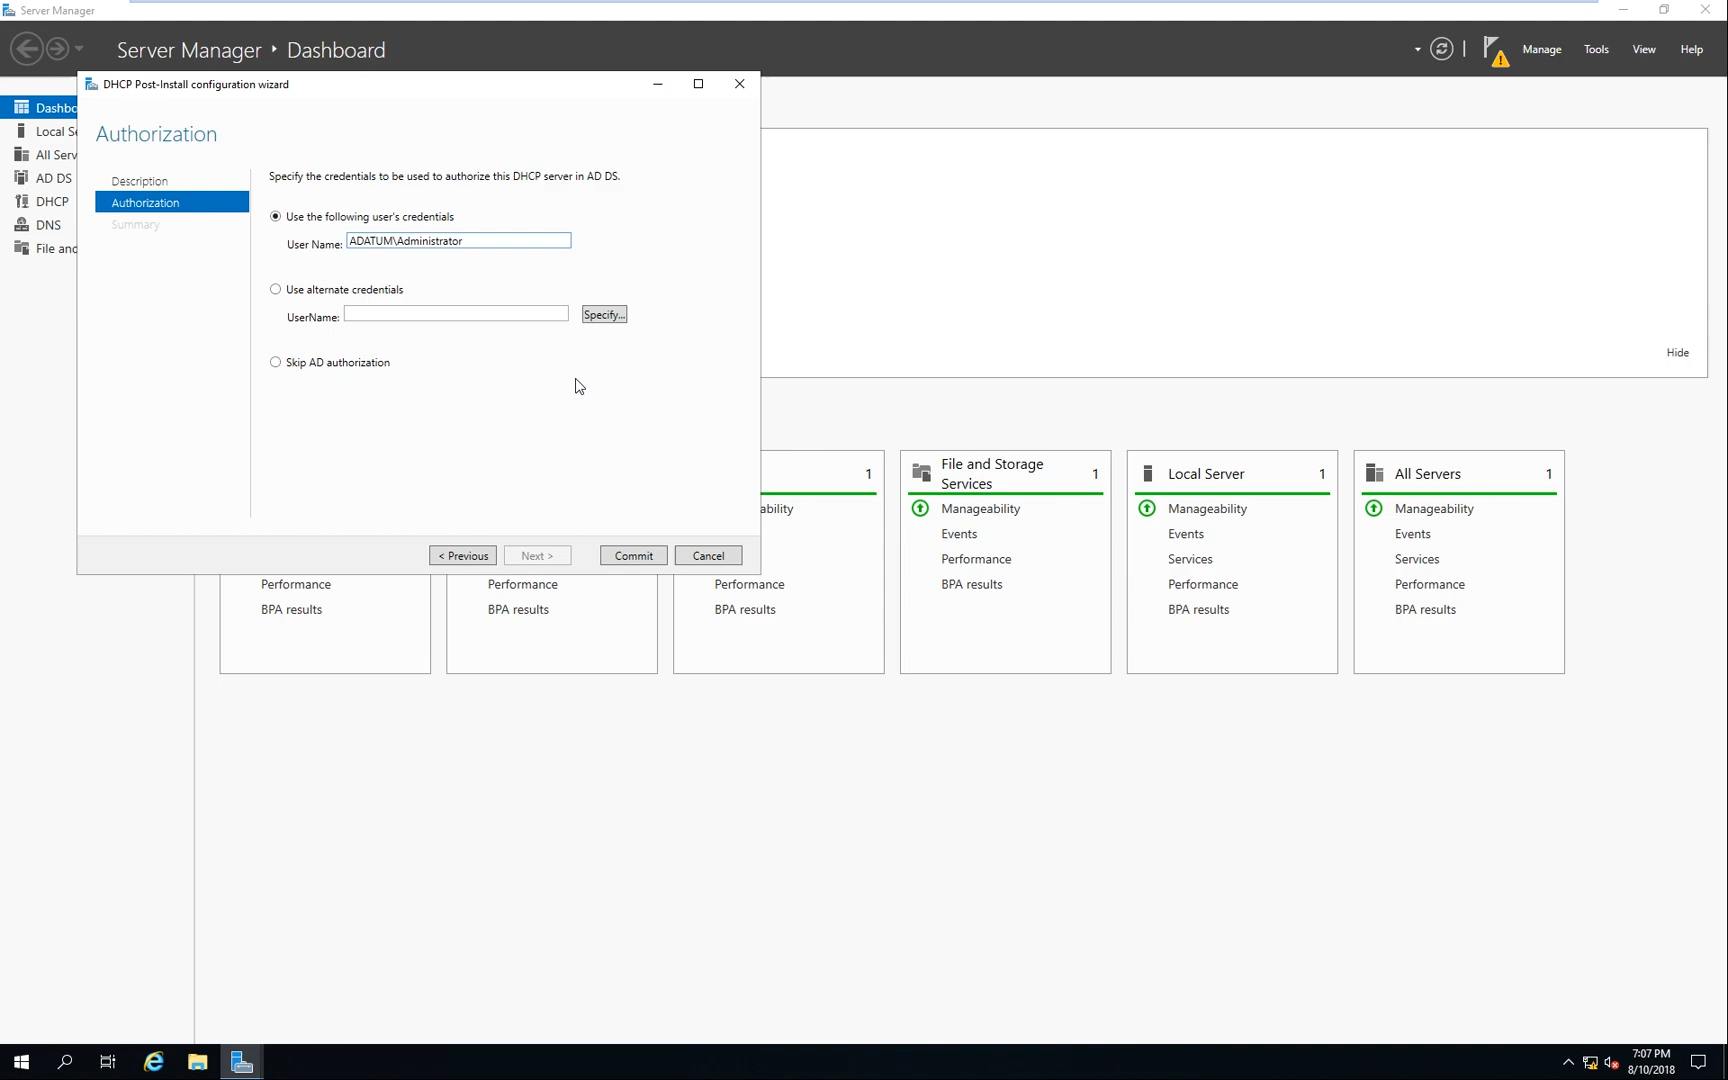 Server Manager
Server Manager • Dashboard
Manage
Tools
View
Help
DHCP Post-Install configuration wizard
Dashbo
Local Se
All Serv
AD DS
DHCP
DNS
File and
Authorization
Description
Authorization
Summary
Specify the credentials to be used to authorize this DHCP server in AD DS.
Use the following user's credentials
User Name: ADATUM\Administrator
Use alternate credentials
UserName:
Specify...
Skip AD authorization
< Previous
Next >
Commit
Cancel
Hide
Performance
BPA results
Performance
BPA results
1
ability
Performance
BPA results
File and Storage
Services
1
Manageability
Events
Performance
BPA results
Local Server 1
Manageability
Events
Services
Performance
BPA results
All Servers 1
Manageability
Events
Services
Performance
BPA results
7:07 PM
8/10/2018